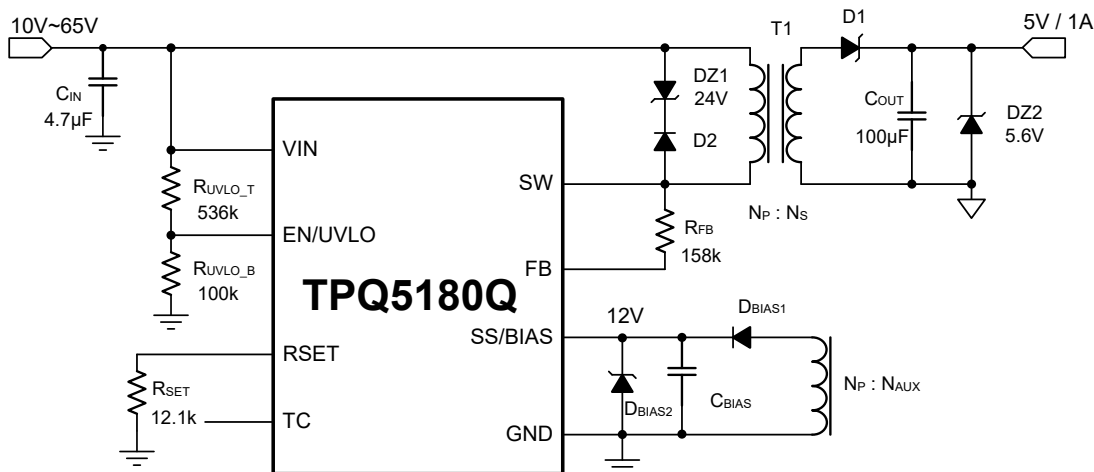 10V~65V
5V / 1A
T1
D1
CIN
4.7µF
DZ1
24V
D2
COUT
100µF
DZ2
5.6V
VIN
SW
RUVLO_T
536k
NP : NS
RFB
158k
EN/UVLO
FB
RUVLO_B
100k
TPQ5180Q
12V
DBIAS1
SS/BIAS
RSET
RSET
12.1k
TC
DBIAS2
CBIAS
NP : NAUX
GND